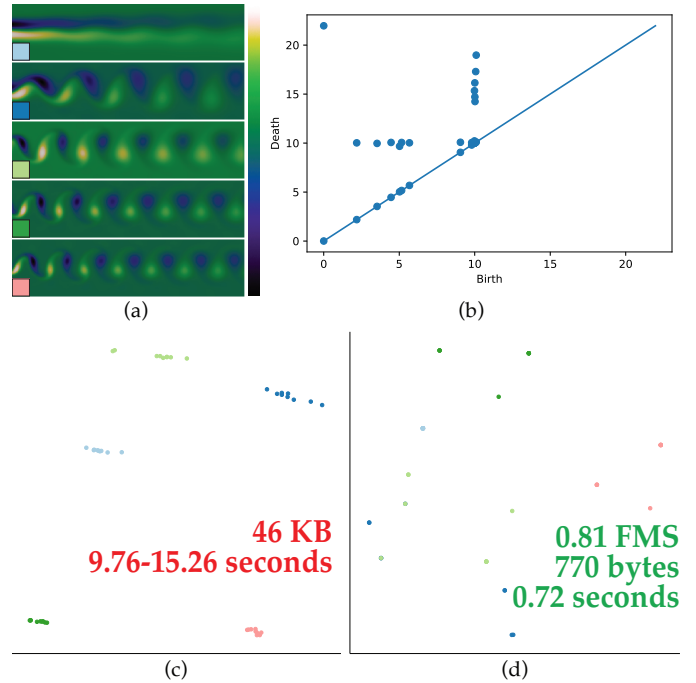 20
15
10
5
0
Death
0
5
10
15
20
Birth
(a)
(b)
46 KB
9.76-15.26 seconds
0.81 FMS
770 bytes
0.72 seconds
(c)
(d)